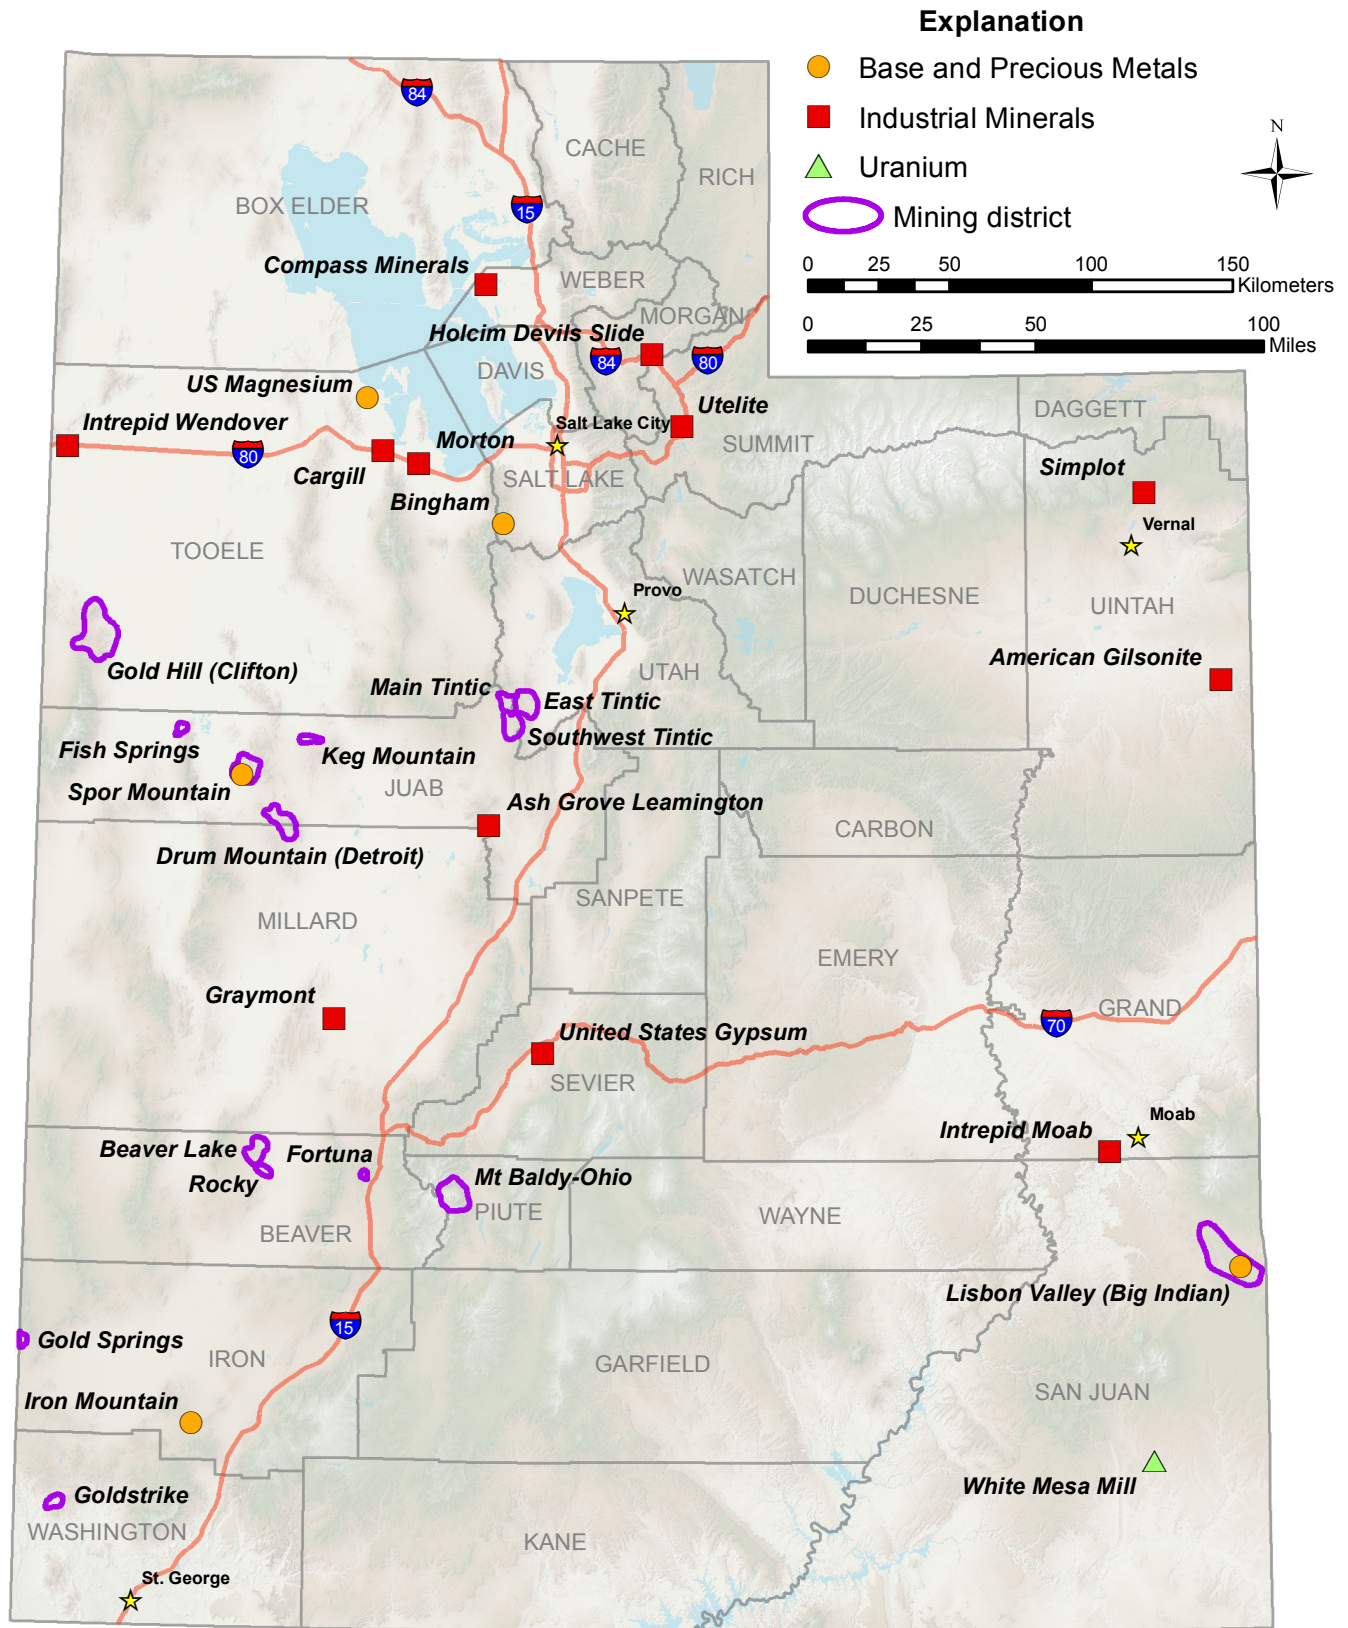 Explanation
Base and Precious Metals
Industrial Minerals
Uranium
Mining district
N
0 25 50 100 150
Kilometers
0 25 50 100
Miles
84
CACHE
RICH
BOX ELDER
15
Compass Minerals
WEBER
MORGAN
Holcim Devils Slide
84
80
DAVIS
US Magnesium
Utelite
DAGGETT
Intrepid Wendover
Salt Lake City
Morton
SUMMIT
80
Cargill
SALT LAKE
Simplot
Bingham
Vernal
TOOELE
WASATCH
Provo
DUCHESNE
UINTAH
American Gilsonite
Gold Hill (Clifton)
UTAH
Main Tintic
East Tintic
Southwest Tintic
Fish Springs
Keg Mountain
Spor Mountain
JUAB
Ash Grove Leamington
CARBON
Drum Mountain (Detroit)
SANPETE
MILLARD
EMERY
Graymont
GRAND
70
United States Gypsum
SEVIER
Moab
Intrepid Moab
Beaver Lake
Fortuna
Rocky
Mt Baldy-Ohio
PIUTE
WAYNE
BEAVER
Lisbon Valley (Big Indian)
15
Gold Springs
IRON
GARFIELD
SAN JUAN
Iron Mountain
White Mesa Mill
Goldstrike
WASHINGTON
KANE
St. George